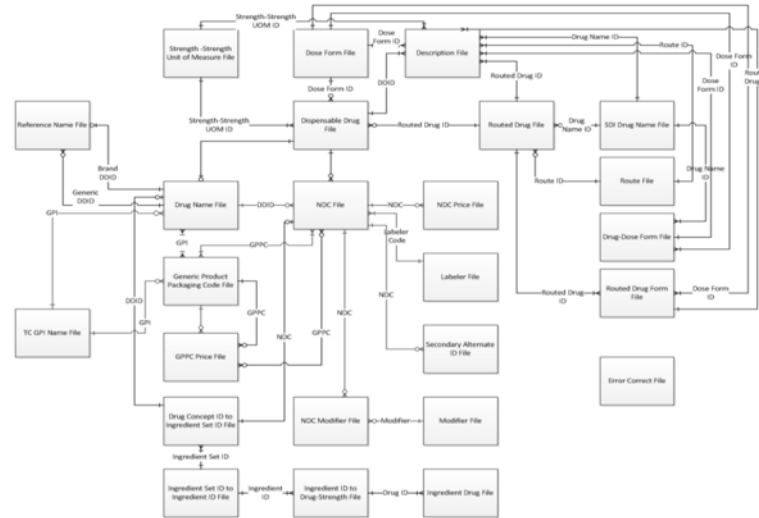 Strength-Strength
UOM ID
Dose
Form ID
Drug Name ID
Route ID
Strength -Strength
Unit of Measure File
Dose Form File
Description File
DDID
Dose Form ID
Routed Drug ID
Dose Form ID
Dose Form
ID
Strength-Strength
UOM ID
Reference Name File
Dispensable Drug
File
Routed Drug ID
Routed Drug File
Drug
Name ID
SDI Drug Name File
Brand
DDID
Generic
DDID
Drug Name
ID
Route ID
Route File
GPI
Drug Name File
DDID
NDC File
NDC
NDC Price File
GPI
GPPC
Labeler
Code
Drug-Dose Form File
Generic Product
Packaging Code File
Labeler File
DDID
NDC
Routed Drug
ID
Routed Drug Form
File
Dose Form
ID
GPI
GPPC
NDC
GPPC
NDC
TC GPI Name File
GPPC Price File
Secondary Alternate
ID File
Error Correct File
Drug Concept ID to
Ingredient Set ID File
NDC Modifier File
Modifier
Modifier File
Ingredient Set ID
Ingredient Set ID to
Ingredient ID File
Ingredient
ID
Ingredient ID to
Drug-Strength File
Drug ID
Ingredient Drug File